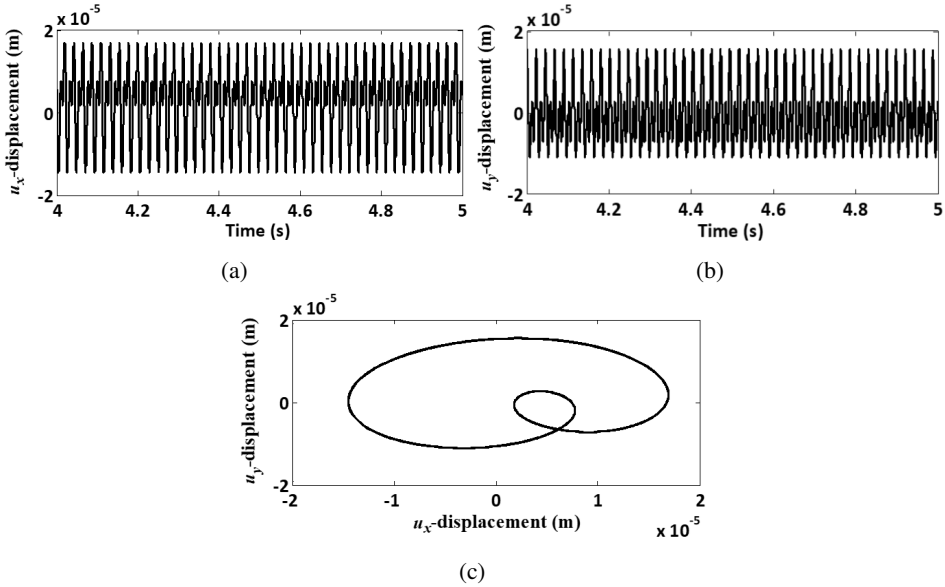 x 10^-5
u_x-displacement (m)
2
0
-2
4 4.2 4.4 4.6 4.8 5
Time (s)
(a)
x 10^-5
u_y-displacement (m)
2
0
-2
4 4.2 4.4 4.6 4.8 5
Time (s)
(b)
x 10^-5
u_y-displacement (m)
2
0
-2
-2 -1 0 1 2
u_x-displacement (m)
x 10^-5
(c)